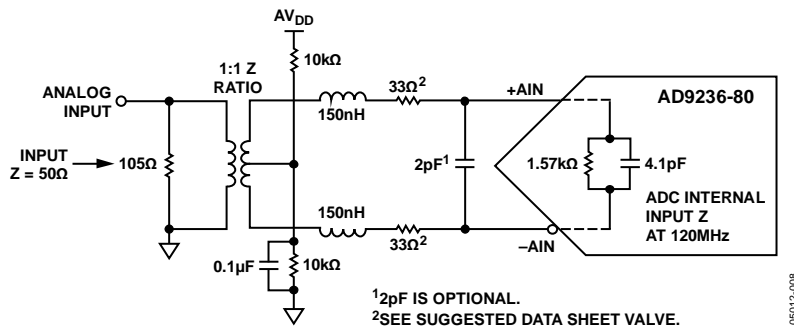 AVDD
10kΩ
1:1 Z
RATIO
33Ω2
ANALOG
INPUT
150nH
+AIN
AD9236-80
INPUT
Z = 50Ω
105Ω
2pF1
1.57kΩ
4.1pF
150nH
ADC INTERNAL
INPUT Z
AT 120MHz
33Ω2
–AIN
0.1µF
10kΩ
12pF IS OPTIONAL.
2SEE SUGGESTED DATA SHEET VALVE.
05012-008